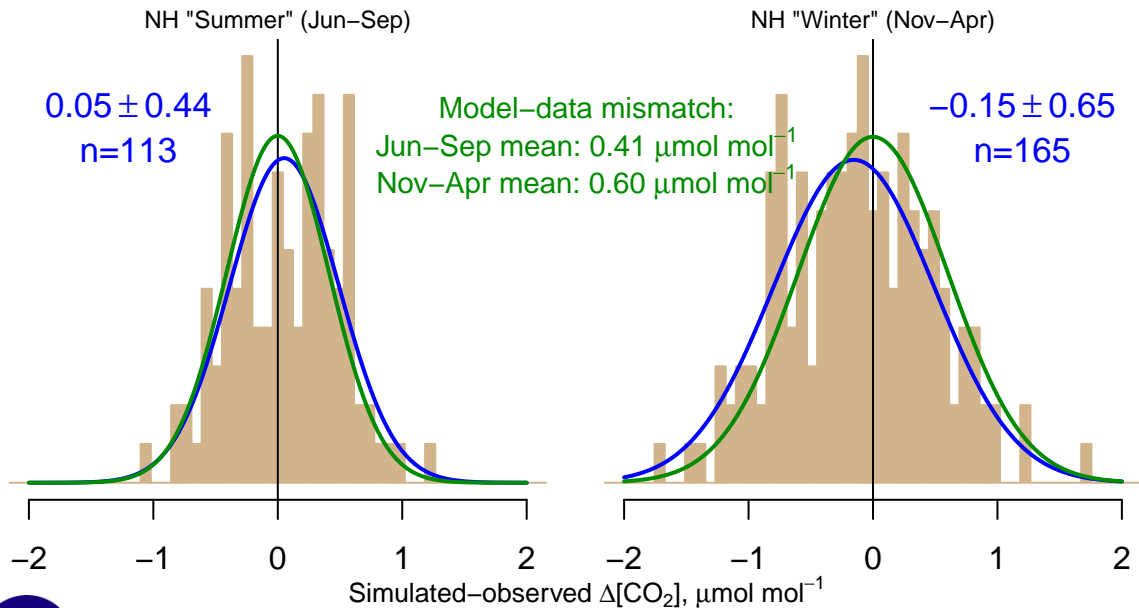 NH "Summer" (Jun−Sep)
NH "Winter" (Nov−Apr)
0.05 ± 0.44
n=113
Model−data mismatch:
Jun−Sep mean: 0.41 μmol mol⁻¹
Nov−Apr mean: 0.60 μmol mol⁻¹
−0.15 ± 0.65
n=165
−2 −1 0 1 2
−2 −1 0 1 2
Simulated−observed Δ[CO₂], μmol mol⁻¹